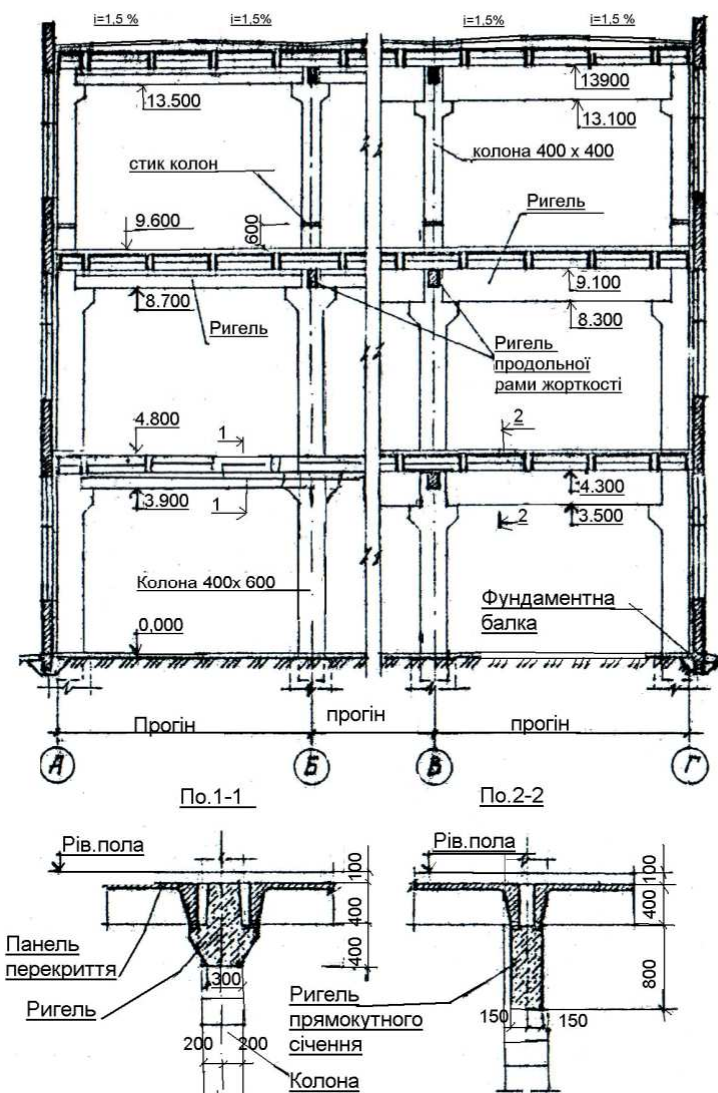 i=1,5 %
i=1,5%
i=1,5%
i=1,5%
13.500
13900
13.100
стик колон
колона 400 х 400
9.600
600
Ригель
8.700
Ригель
9.100
8.300
Ригель
продольної
рами жорткості
4.800
1
2
3.900
1
4.300
2
3.500
Колона 400х 600
0,000
Фундаментна
балка
Прогін
прогін
прогін
А
Б
В
Г
По.1-1
По.2-2
Рів.пола
100
Рів.пола
100
400
400
Панель
перекриття
400
300
Ригель
Ригель
прямокутного
січення
800
150
150
200
200
Колона